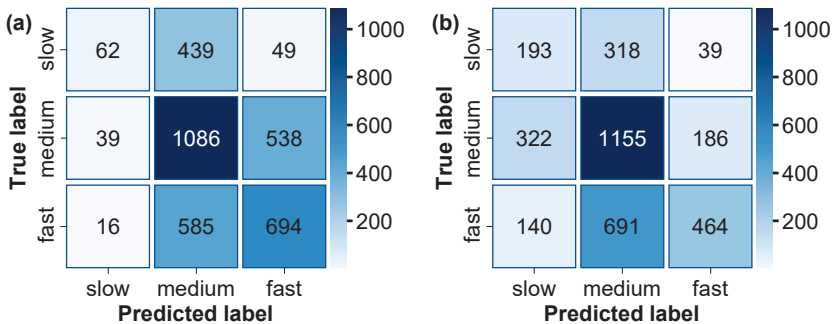 (a)
True label
slow
medium
fast
62 439 49
39 1086 538
16 585 694
slow medium fast
Predicted label
1000
800
600
400
200
(b)
True label
slow
medium
fast
193 318 39
322 1155 186
140 691 464
slow medium fast
Predicted label
1000
800
600
400
200